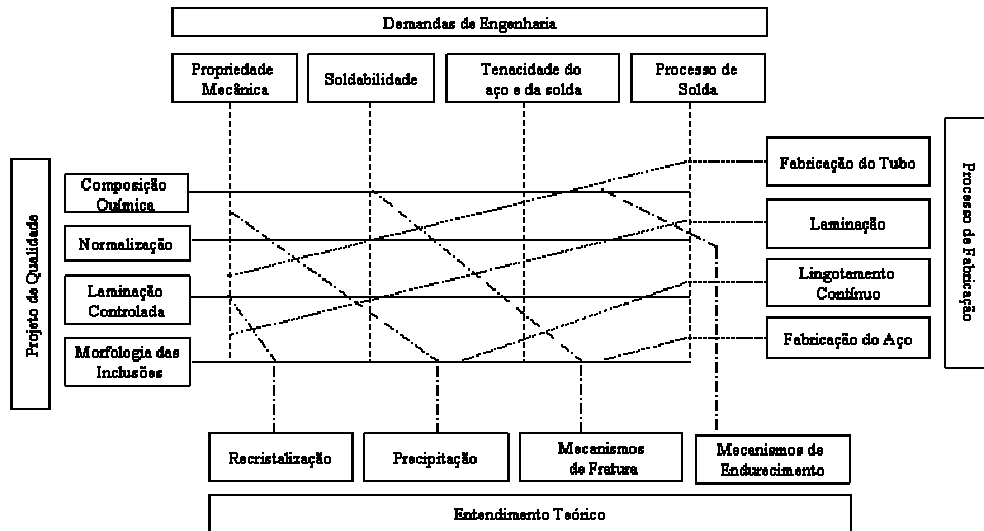 Demandas de Engenharia
Propriedade
Mecânica
Soldabilidade
Tenacidade do
aço e da solda
Processo de
Solda
Projeto de Qualidade
Composição
Química
Normalização
Laminação
Controlada
Morfologia das
Inclusões
Fabricação do Tubo
Laminação
Lingotamento
Contínuo
Fabricação do Aço
Processo de Fabricação
Recristalização
Precipitação
Mecanismos
de Fratura
Mecanismos de
Endurecimento
Entendimento Teórico